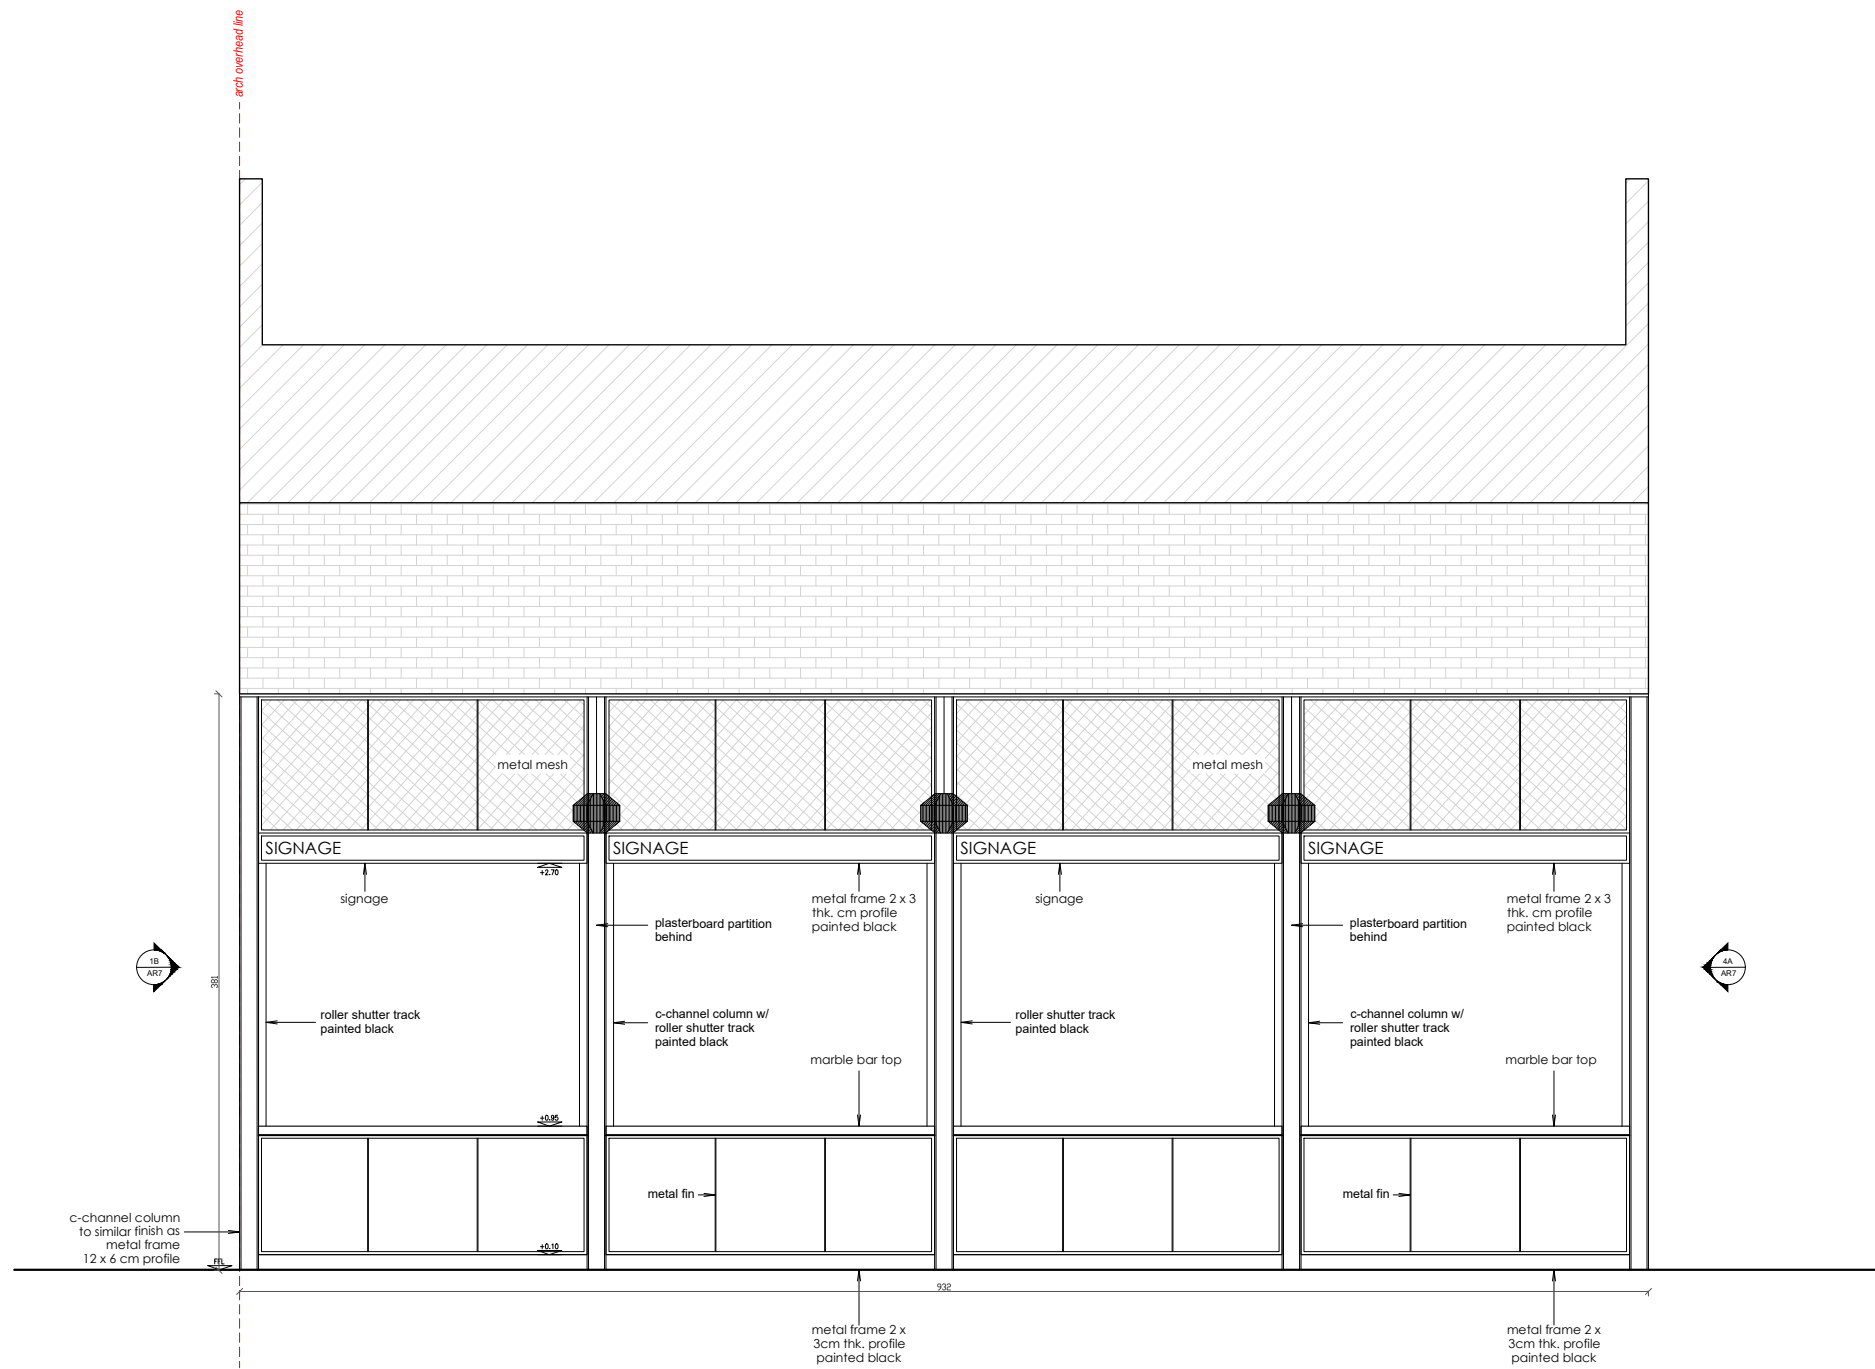 arch overhead line
metal mesh
metal mesh
SIGNAGE
SIGNAGE
SIGNAGE
SIGNAGE
+2.70
signage
metal frame 2 x 3
thk. cm profile
painted black
signage
metal frame 2 x 3
thk. cm profile
painted black
plasterboard partition
behind
plasterboard partition
behind
1B
AR7
4A
AR7
381
roller shutter track
painted black
c-channel column w/
roller shutter track
painted black
roller shutter track
painted black
c-channel column w/
roller shutter track
painted black
marble bar top
marble bar top
+0.95
metal fin
metal fin
c-channel column
to similar finish as
metal frame
12 x 6 cm profile
+0.10
FFL
932
metal frame 2 x
3cm thk. profile
painted black
metal frame 2 x
3cm thk. profile
painted black